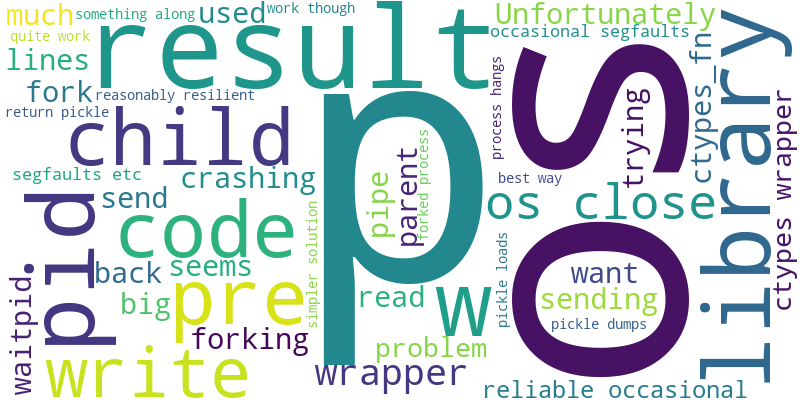 much
something along
used
work though
Unfortunately
quite work
result
occasional segfaults
lines
fork
reasonably resilient
return pickle
child
p
os
process hangs
trying
ctypes_fn
library
ctypes wrapper
segfaults etc
crashing
send
pid
code
pipe
parent
forked process
best way
os close
simpler solution
back
seems
want
waitpid
big
pre
read
w
pickle loads
sending
pickle dumps
forking
problem
write
wrapper
reliable occasional